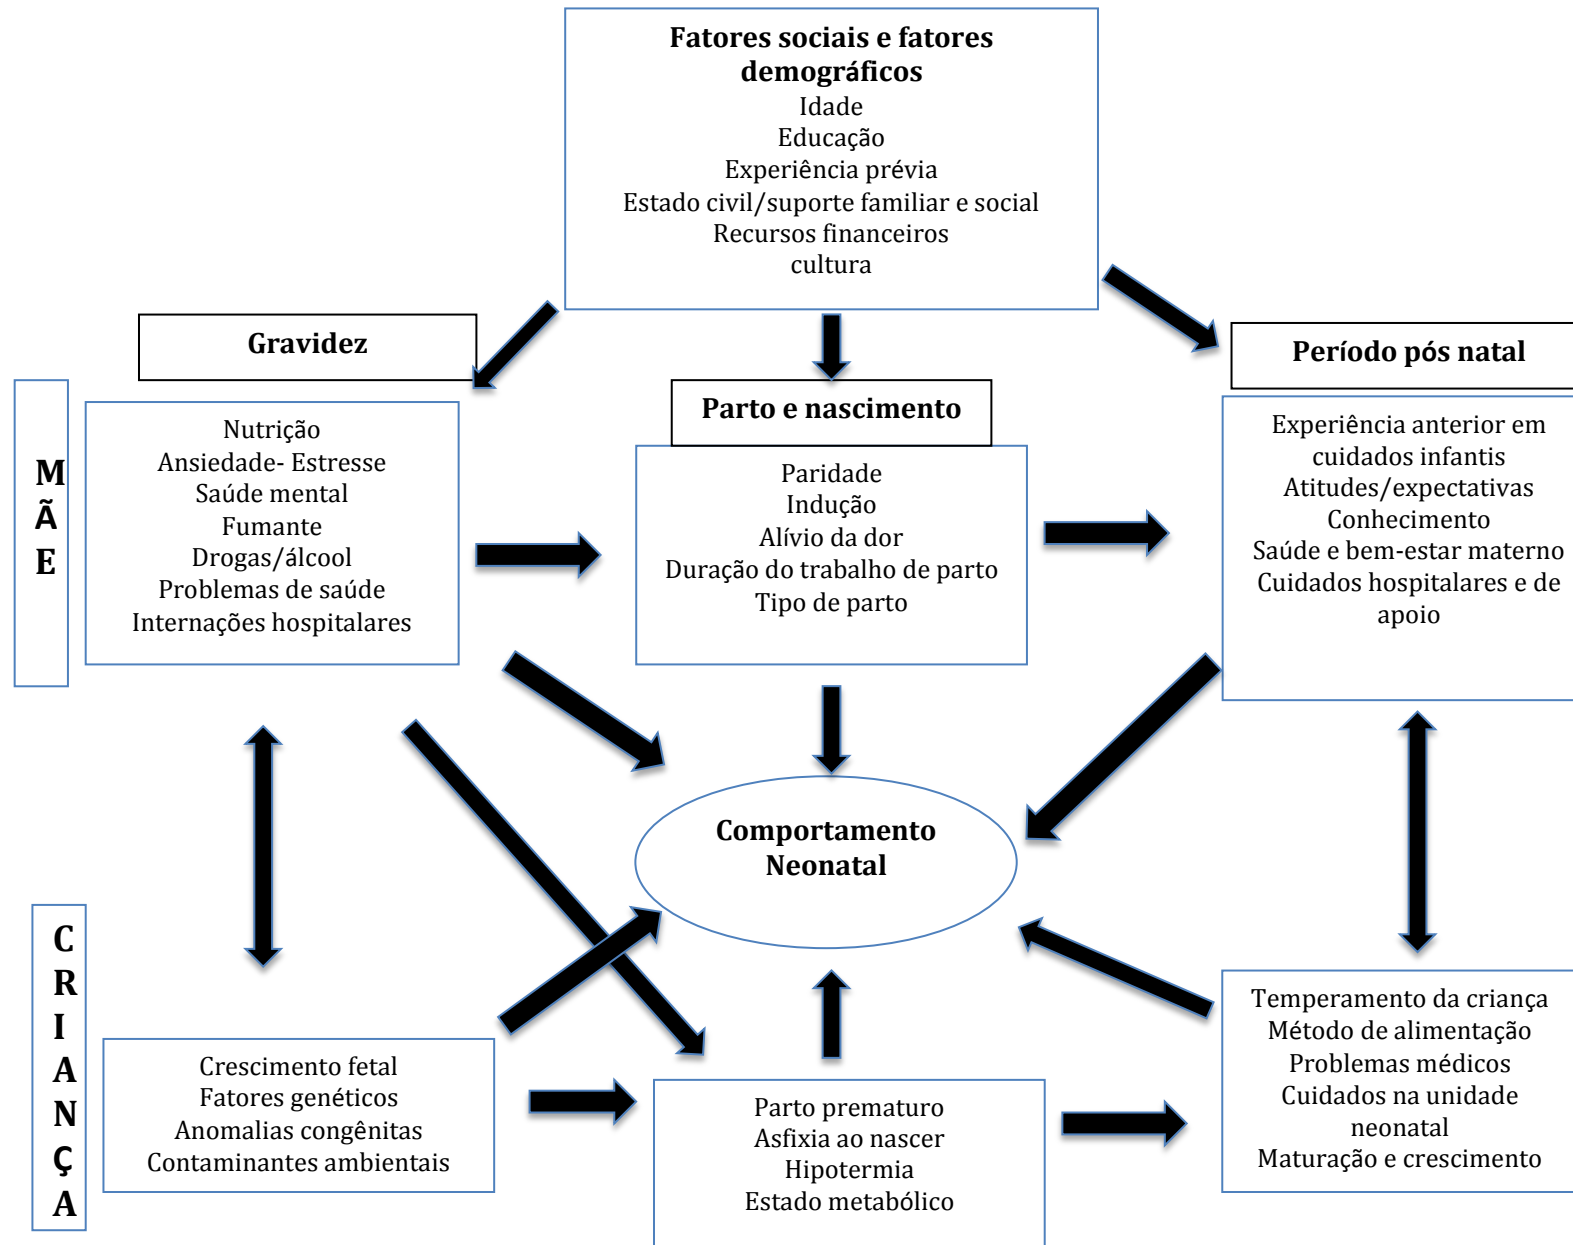 Fatores sociais e fatores
demográficos
Idade
Educação
Experiência prévia
Estado civil/suporte familiar e social
Recursos financeiros
cultura
Gravidez
Parto e nascimento
Período pós natal
MÃE
Nutrição
Ansiedade- Estresse
Saúde mental
Fumante
Drogas/álcool
Problemas de saúde
Internações hospitalares
Paridade
Indução
Alívio da dor
Duração do trabalho de parto
Tipo de parto
Experiência anterior em
cuidados infantis
Atitudes/expectativas
Conhecimento
Saúde e bem-estar materno
Cuidados hospitalares e de
apoio
Comportamento
Neonatal
CRIANÇA
Crescimento fetal
Fatores genéticos
Anomalias congênitas
Contaminantes ambientais
Parto prematuro
Asfixia ao nascer
Hipotermia
Estado metabólico
Temperamento da criança
Método de alimentação
Problemas médicos
Cuidados na unidade
neonatal
Maturação e crescimento